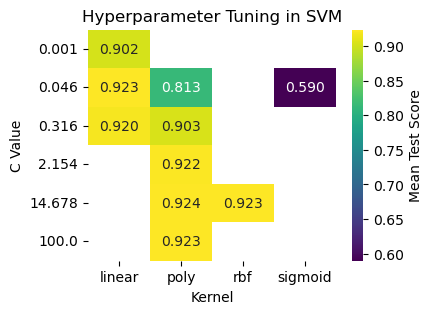 Hyperparameter Tuning in SVM
0.001 0.902
0.046 0.923 0.813 0.590
0.316 0.920 0.903
2.154 0.922
14.678 0.924 0.923
100.0 0.923
linear poly rbf sigmoid
Kernel
C Value
0.90
0.85
0.80
0.75
0.70
0.65
0.60
Mean Test Score